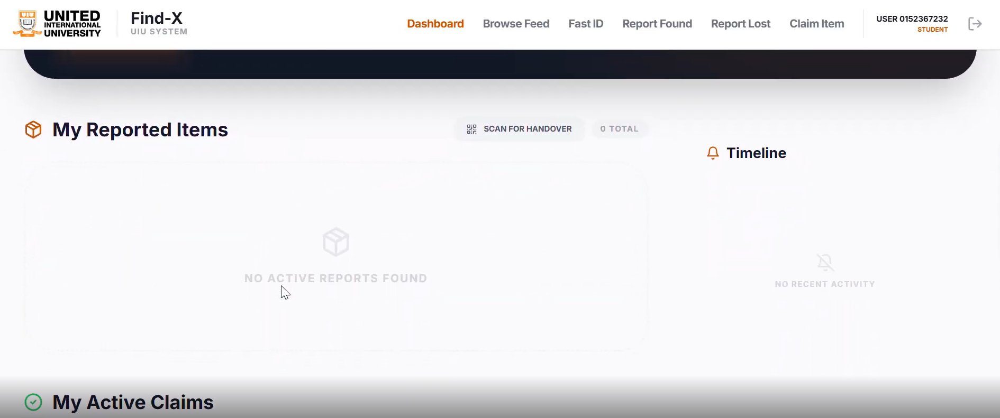 UIU
UNITED
INTERNATIONAL
UNIVERSITY
Find-X
UIU SYSTEM
Dashboard
Browse Feed
Fast ID
Report Found
Report Lost
Claim Item
USER 0152367232
STUDENT
My Reported Items
SCAN FOR HANDOVER
0 TOTAL
Timeline
NO ACTIVE REPORTS FOUND
NO RECENT ACTIVITY
My Active Claims